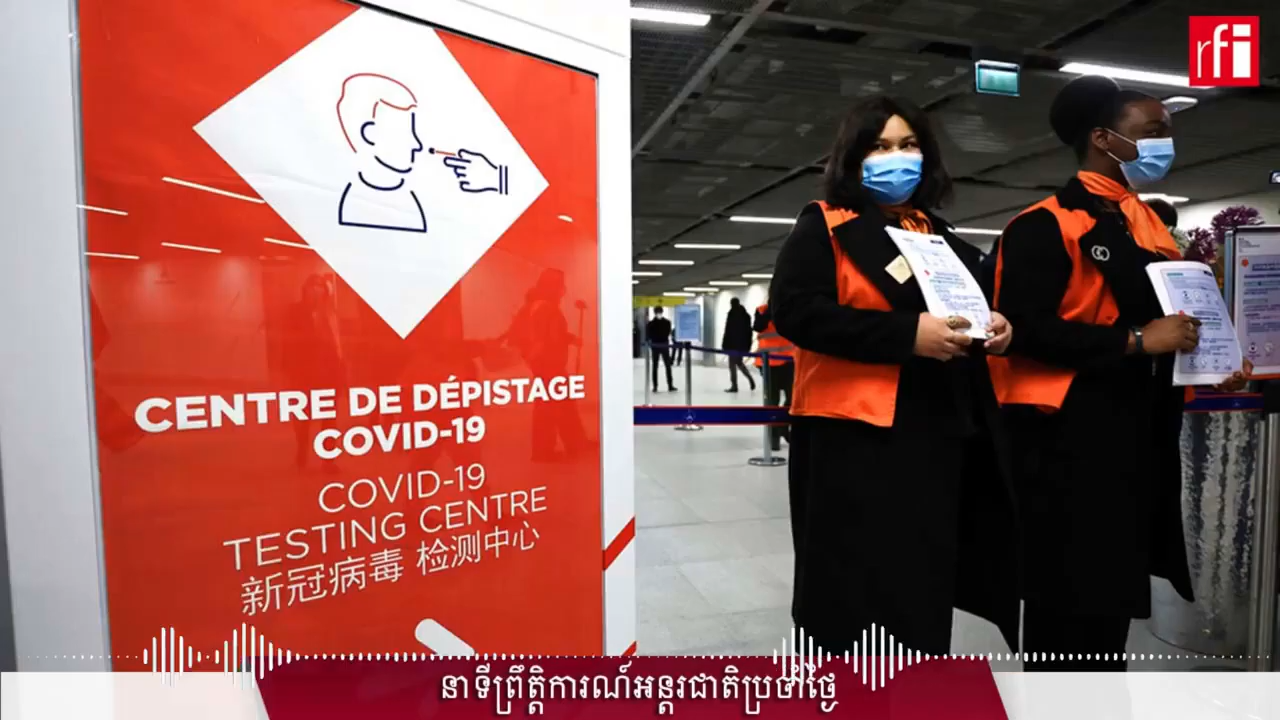 rfi
CENTRE DE DÉPISTAGE
COVID-19
COVID-19
TESTING CENTRE
新冠病毒 检测中心
នាទីព្រឹត្តិការណ៍អន្តរជាតិប្រចាំថ្ងៃ